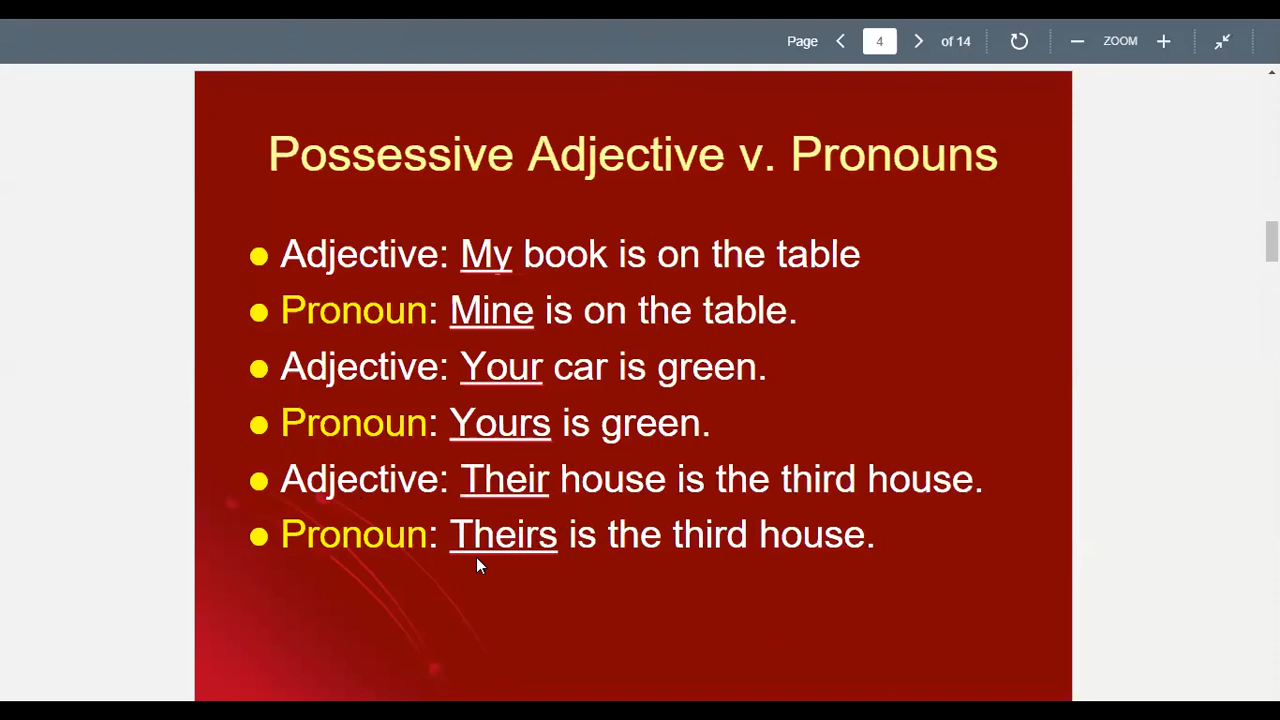 Page 4 of 14 ZOOM
Possessive Adjective v. Pronouns
Adjective: My book is on the table
Pronoun: Mine is on the table.
Adjective: Your car is green.
Pronoun: Yours is green.
Adjective: Their house is the third house.
Pronoun: Theirs is the third house.